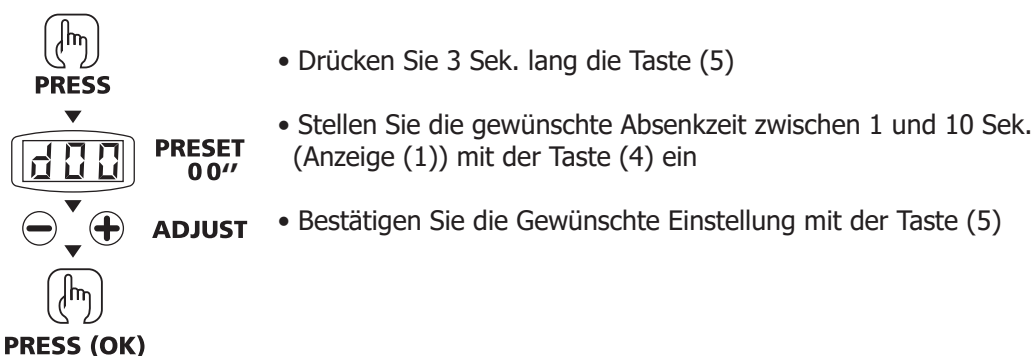 PRESS
• Drücken Sie 3 Sek. lang die Taste (5)
d00
PRESET
00"
• Stellen Sie die gewünschte Absenkzeit zwischen 1 und 10 Sek.
(Anzeige (1)) mit der Taste (4) ein
ADJUST
• Bestätigen Sie die Gewünschte Einstellung mit der Taste (5)
PRESS (OK)